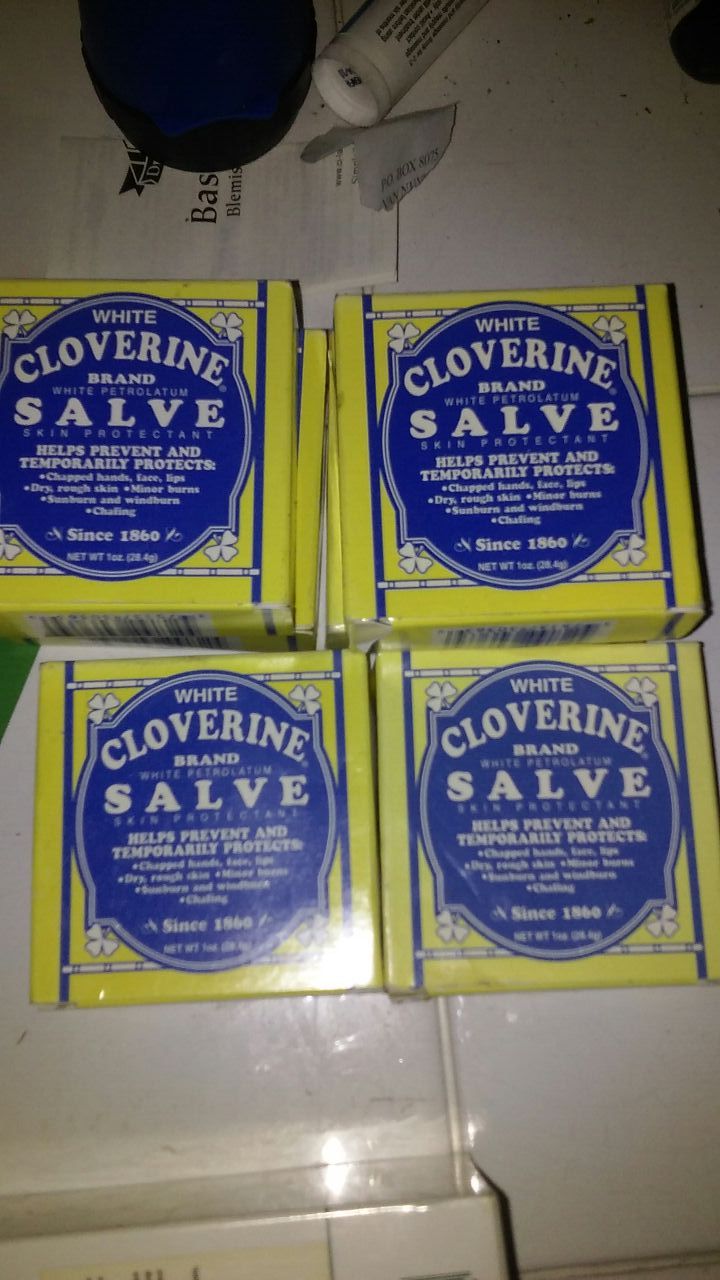 Bas
Blemis
P.O. BOX 8075
VAN NUYS
WHITE
CLOVERINE®
BRAND
WHITE PETROLATUM
SALVE
SKIN PROTECTANT
HELPS PREVENT AND
TEMPORARILY PROTECTS:
•Chapped hands, face, lips
•Dry, rough skin •Minor burns
•Sunburn and windburn
•Chafing
Since 1860
NET WT 1oz. (28.4g)
WHITE
CLOVERINE®
BRAND
WHITE PETROLATUM
SALVE
SKIN PROTECTANT
HELPS PREVENT AND
TEMPORARILY PROTECTS:
•Chapped hands, face, lips
•Dry, rough skin •Minor burns
•Sunburn and windburn
•Chafing
Since 1860
NET WT 1oz. (28.4g)
WHITE
CLOVERINE®
BRAND
WHITE PETROLATUM
SALVE
SKIN PROTECTANT
HELPS PREVENT AND
TEMPORARILY PROTECTS:
•Chapped hands, face, lips
•Dry, rough skin •Minor burns
•Sunburn and windburn
•Chafing
Since 1860
NET WT 1oz. (28.4g)
WHITE
CLOVERINE®
BRAND
WHITE PETROLATUM
SALVE
SKIN PROTECTANT
HELPS PREVENT AND
TEMPORARILY PROTECTS:
•Chapped hands, face, lips
•Dry, rough skin •Minor burns
•Sunburn and windburn
•Chafing
Since 1860
NET WT 1oz. (28.4g)